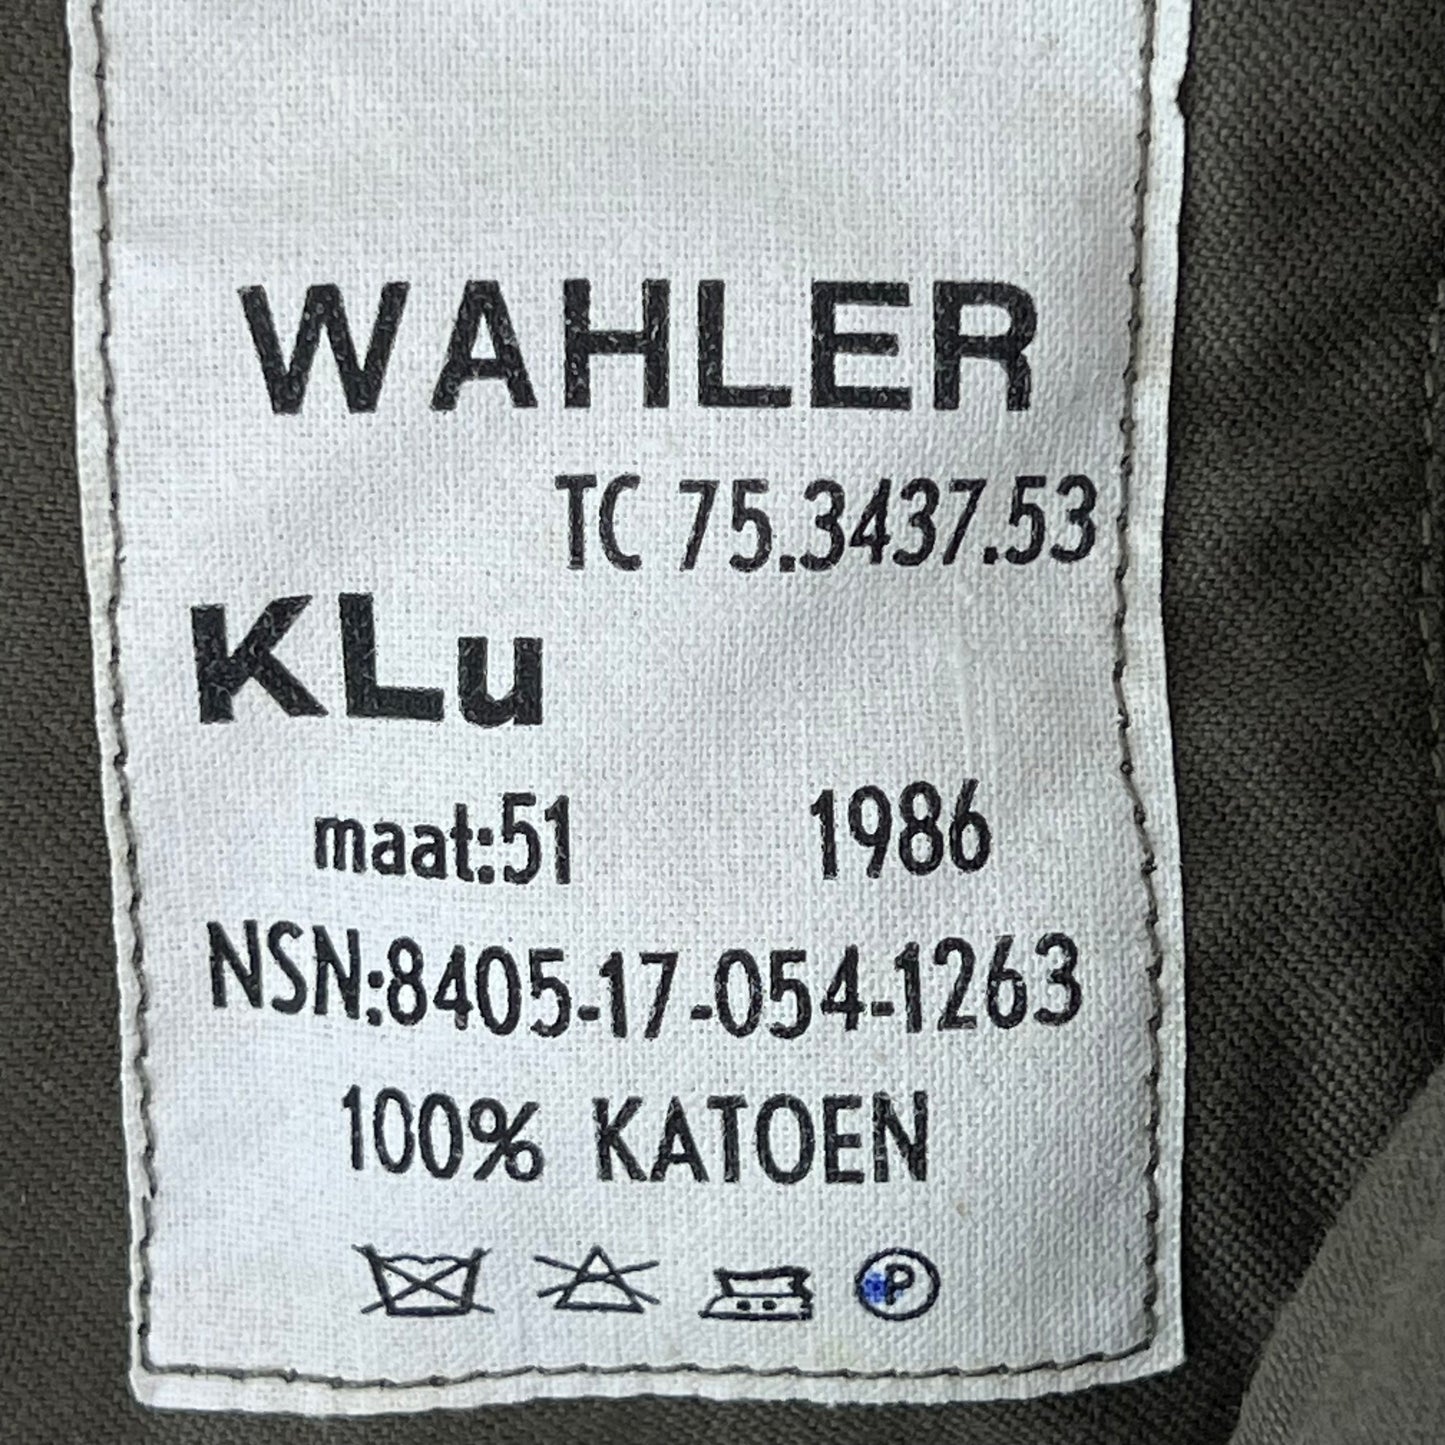 WAHLER
TC 75.3437.53
KLu
maat:51 1986
NSN:8405-17-054-1263
100% KATOEN
P